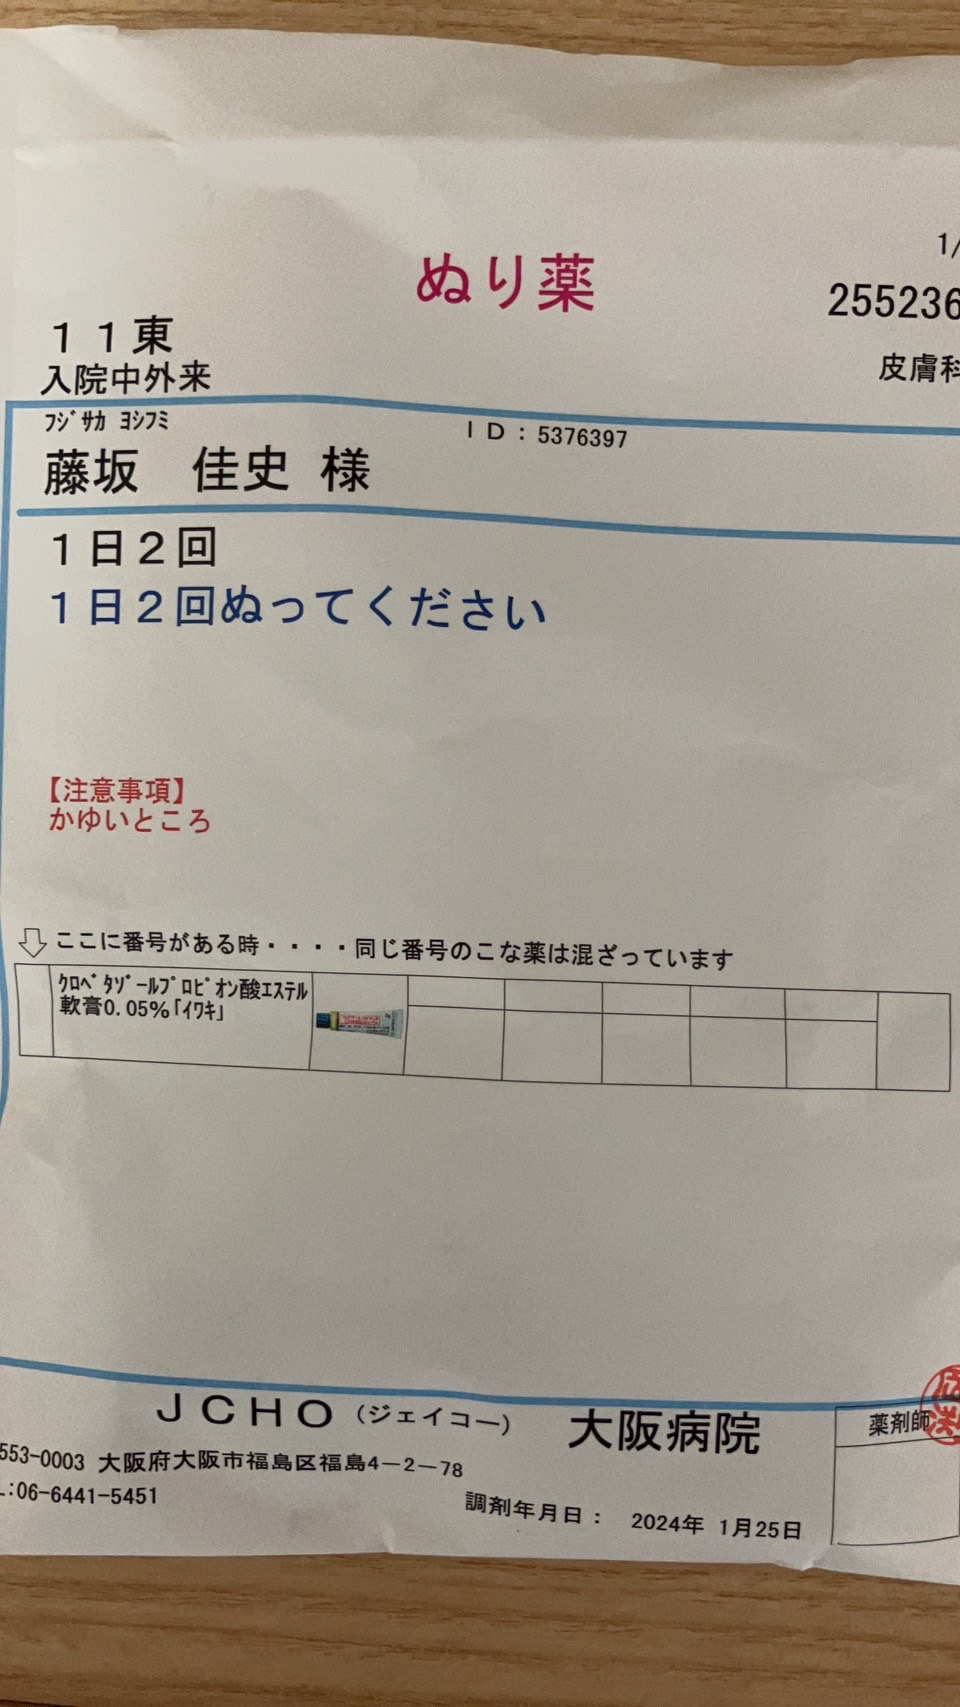 ぬり薬
1/
255236
11東
入院中外来
皮膚科
フジサカ ヨシフミ
ID:5376397
藤坂 佳史 様
1日2回
1日2回ぬってください
【注意事項】
かゆいところ
ここに番号がある時・・・・同じ番号のこな薬は混ざっています
クロベタゾールプロピオン酸エステル
軟膏0.05%「イワキ」
JCHO(ジェイコー) 大阪病院
553-0003 大阪府大阪市福島区福島4-2-78
L:06-6441-5451
調剤年月日: 2024年 1月25日
薬剤師